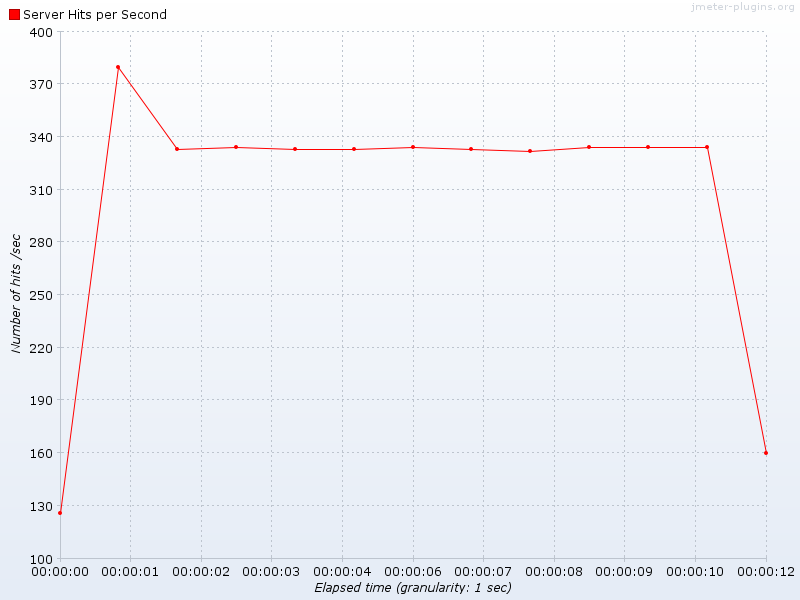 jmeter-plugins.org
Server Hits per Second
400
370
340
310
280
250
220
190
160
130
100
Number of hits /sec
00:00:00 00:00:01 00:00:02 00:00:03 00:00:04 00:00:06 00:00:07 00:00:08 00:00:09 00:00:10 00:00:12
Elapsed time (granularity: 1 sec)